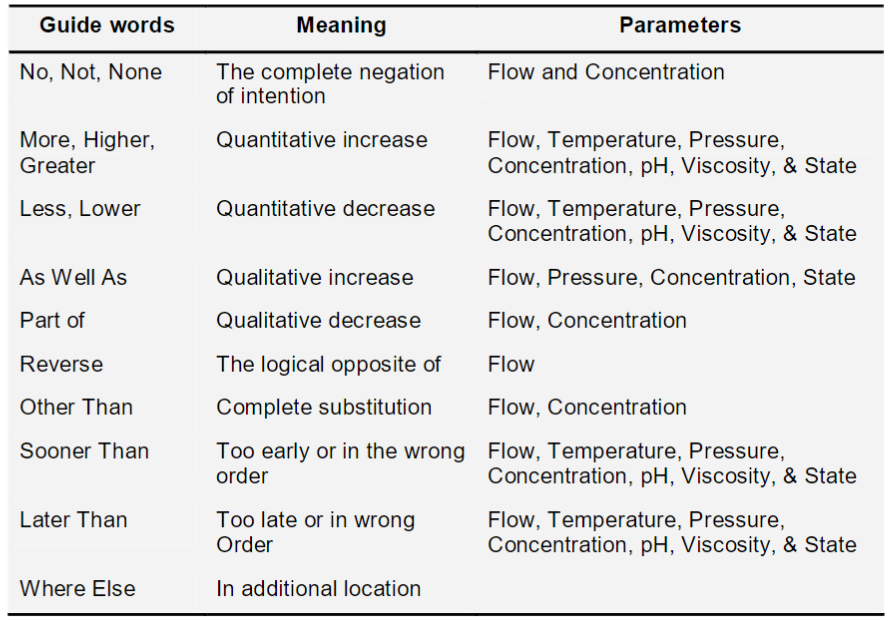 Guide words Meaning Parameters
No, Not, None The complete negation Flow and Concentration
of intention
More, Higher, Quantitative increase Flow, Temperature, Pressure,
Greater Concentration, pH, Viscosity, & State
Less, Lower Quantitative decrease Flow, Temperature, Pressure,
Concentration, pH, Viscosity, & State
As Well As Qualitative increase Flow, Pressure, Concentration, State
Part of Qualitative decrease Flow, Concentration
Reverse The logical opposite of Flow
Other Than Complete substitution Flow, Concentration
Sooner Than Too early or in the wrong Flow, Temperature, Pressure,
order Concentration, pH, Viscosity, & State
Later Than Too late or in wrong Flow, Temperature, Pressure,
Order Concentration, pH, Viscosity, & State
Where Else In additional location